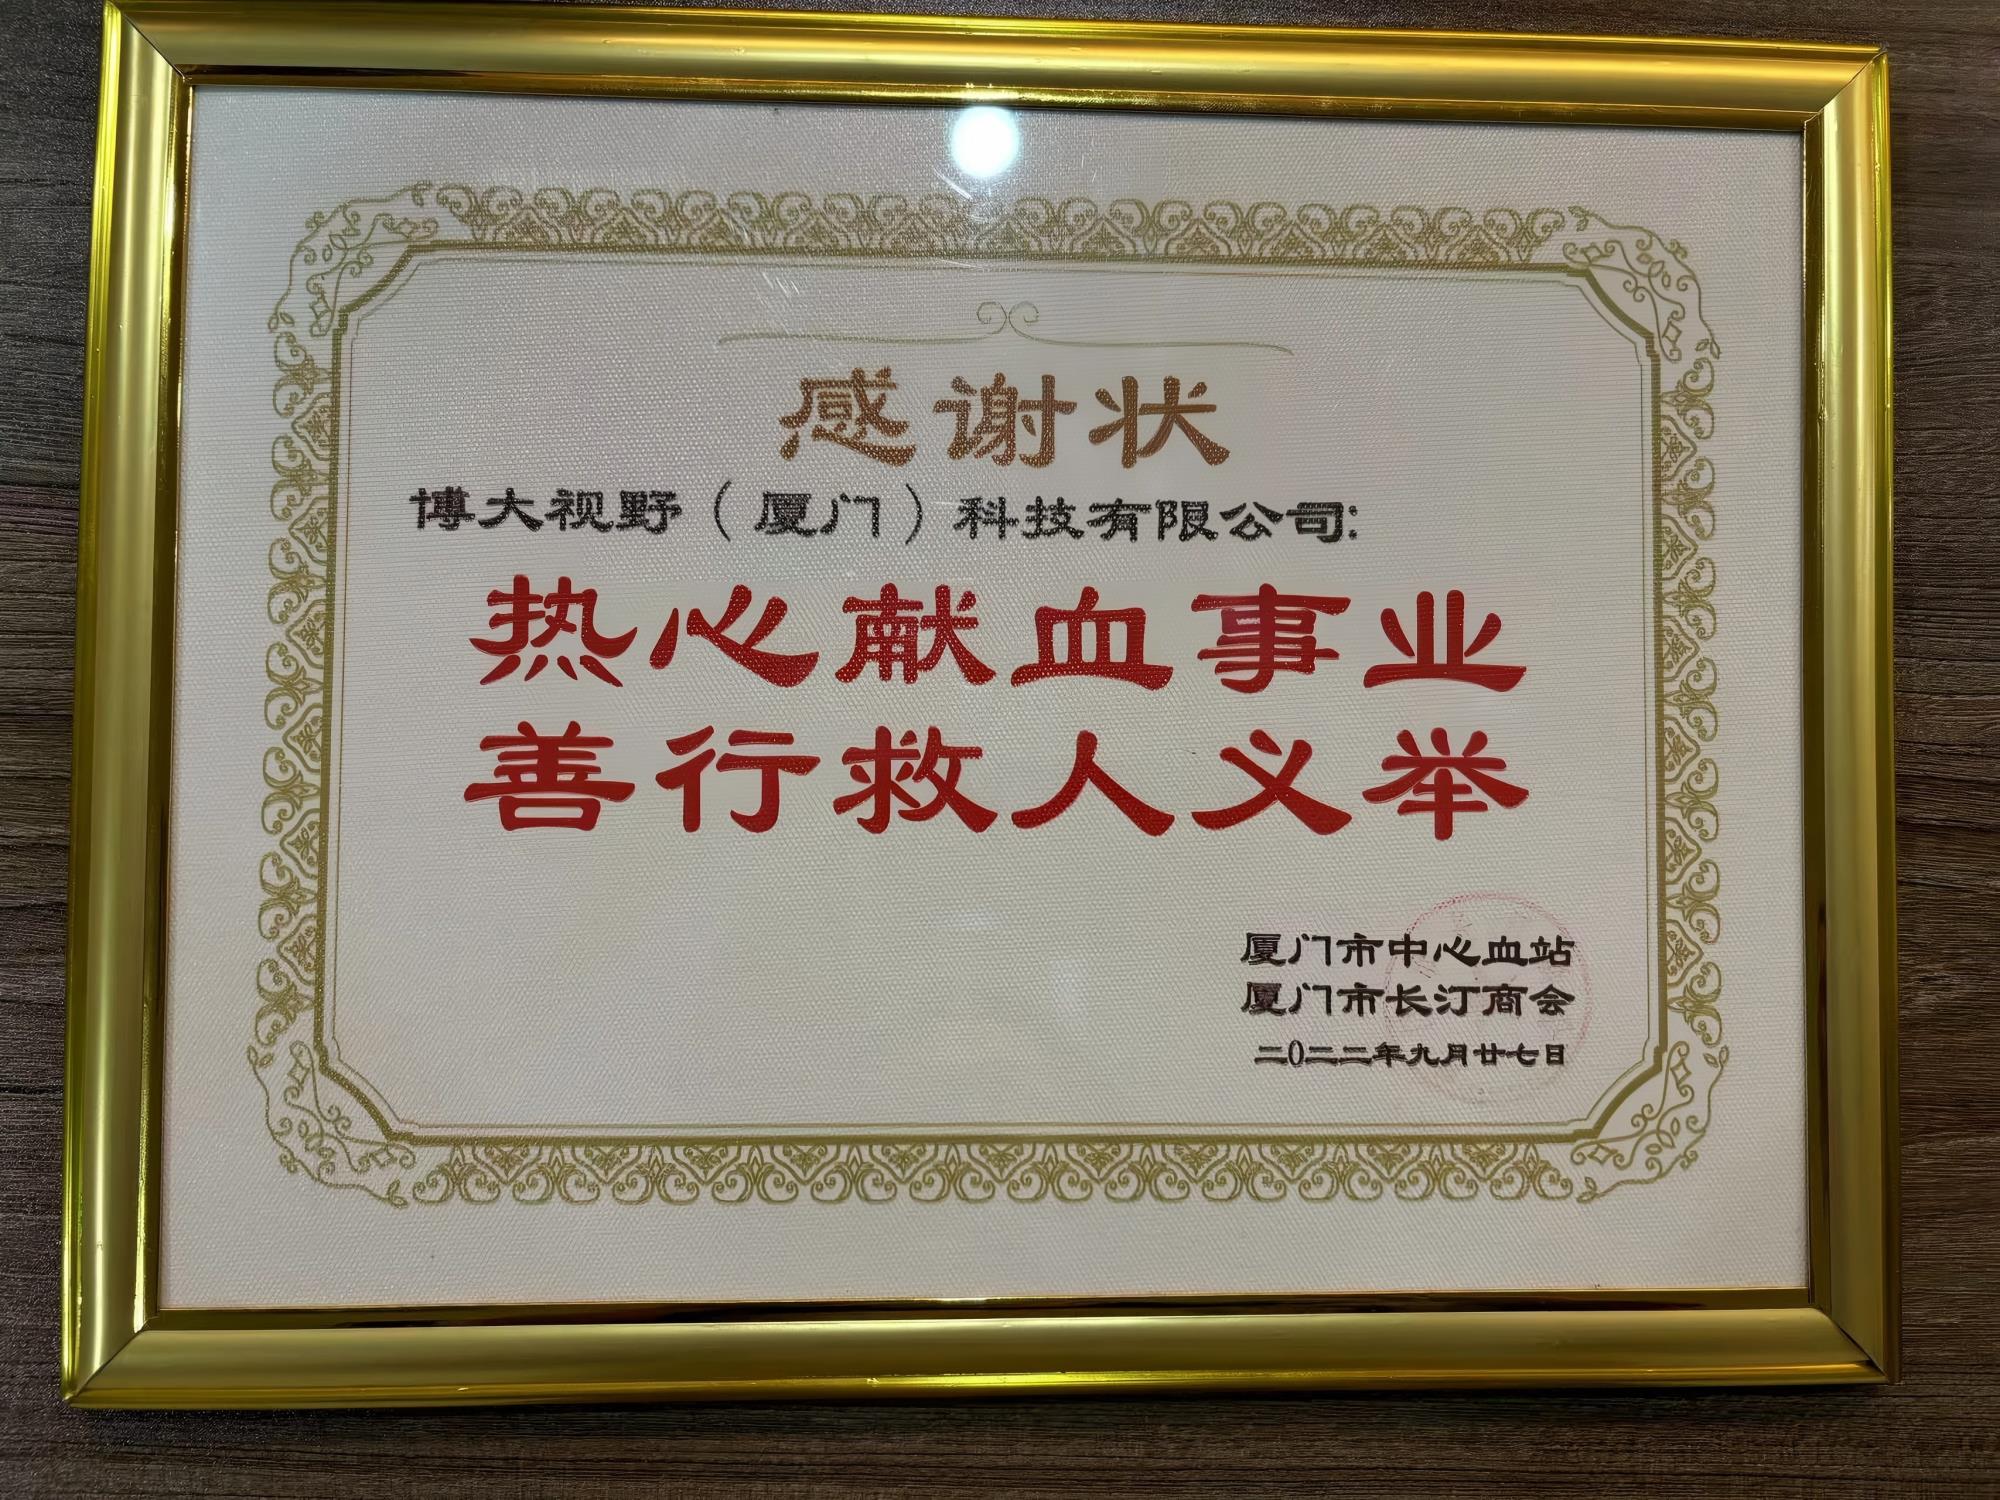 感谢状
博大视野（厦门）科技有限公司:
热心献血事业
善行救人义举
厦门市中心血站
厦门市长汀商会
二0二二年九月廿七日